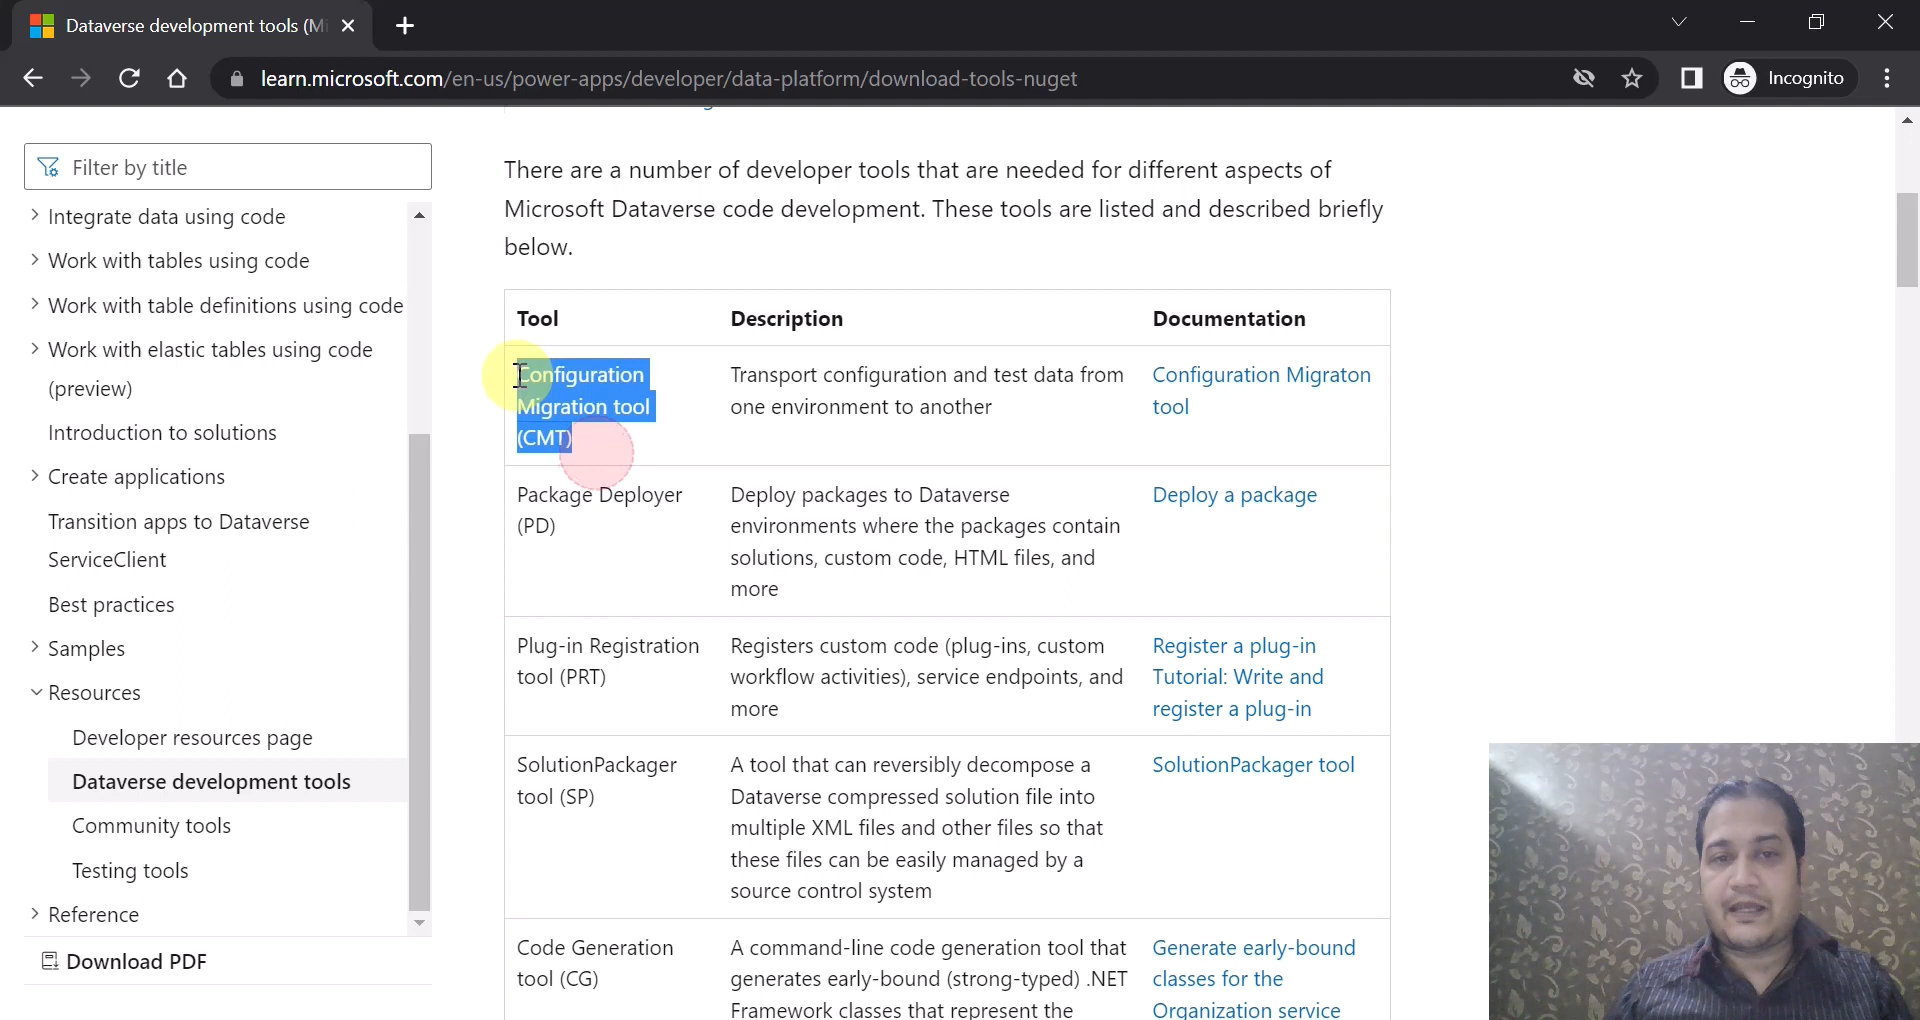 Dataverse development tools (Mi
learn.microsoft.com/en-us/power-apps/developer/data-platform/download-tools-nuget
Incognito
Filter by title
Integrate data using code
Work with tables using code
Work with table definitions using code
Work with elastic tables using code
(preview)
Introduction to solutions
Create applications
Transition apps to Dataverse
ServiceClient
Best practices
Samples
Resources
Developer resources page
Dataverse development tools
Community tools
Testing tools
Reference
Download PDF
There are a number of developer tools that are needed for different aspects of
Microsoft Dataverse code development. These tools are listed and described briefly
below.
Tool
Description
Documentation
Configuration
Migration tool
(CMT)
Transport configuration and test data from
one environment to another
Configuration Migraton
tool
Package Deployer
(PD)
Deploy packages to Dataverse
environments where the packages contain
solutions, custom code, HTML files, and
more
Deploy a package
Plug-in Registration
tool (PRT)
Registers custom code (plug-ins, custom
workflow activities), service endpoints, and
more
Register a plug-in
Tutorial: Write and
register a plug-in
SolutionPackager
tool (SP)
A tool that can reversibly decompose a
Dataverse compressed solution file into
multiple XML files and other files so that
these files can be easily managed by a
source control system
SolutionPackager tool
Code Generation
tool (CG)
A command-line code generation tool that
generates early-bound (strong-typed) .NET
Framework classes that represent the
Generate early-bound
classes for the
Organization service